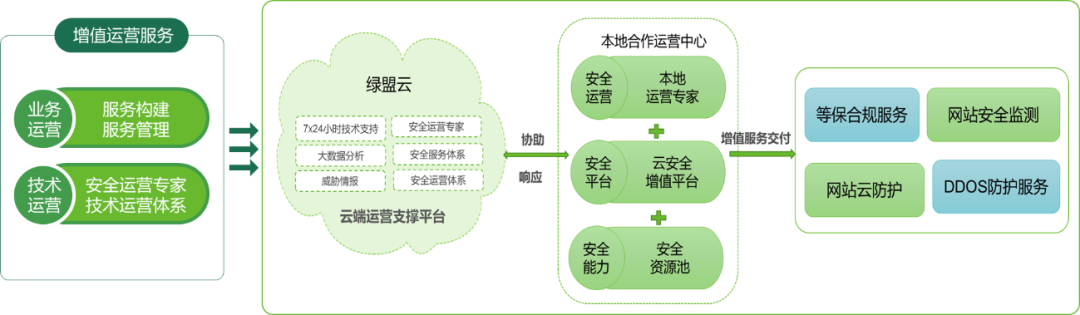 增值运营服务
业务
运营
服务构建
服务管理
技术
运营
安全运营专家
技术运营体系
绿盟云
7x24小时技术支持
安全运营专家
大数据分析
安全服务体系
威胁情报
安全运营体系
云端运营支撑平台
协助
响应
本地合作运营中心
安全
运营
本地
运营专家
安全
平台
云安全
增值平台
安全
能力
安全
资源池
增值服务交付
等保合规服务
网站安全监测
网站云防护
DDOS防护服务